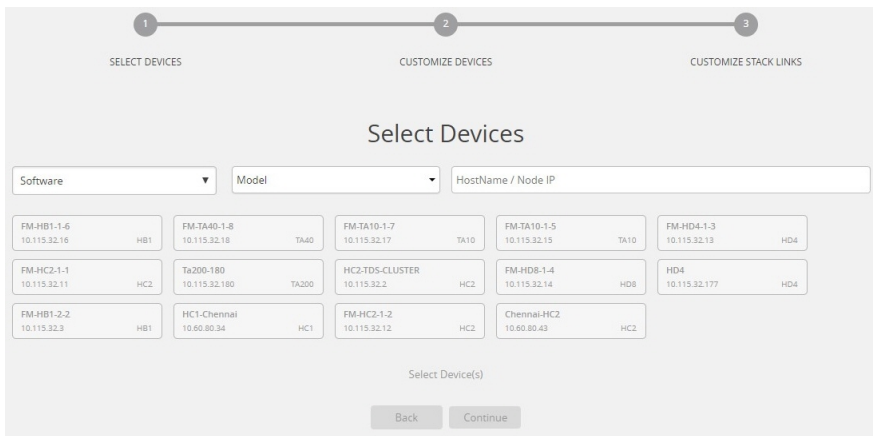 1 2 3
SELECT DEVICES CUSTOMIZE DEVICES CUSTOMIZE STACK LINKS
Select Devices
Software Model HostName / Node IP
FM-HB1-1-6 FM-TA40-1-8 FM-TA10-1-7 FM-TA10-1-5 FM-HD4-1-3
10.115.32.16 HB1 10.115.32.18 TA40 10.115.32.17 TA10 10.115.32.15 TA10 10.115.32.13 HD4
FM-HC2-1-1 Ta200-180 HC2-TDS-CLUSTER FM-HD8-1-4 HD4
10.115.32.11 HC2 10.115.32.180 TA200 10.115.32.2 HC2 10.115.32.14 HD8 10.115.32.177 HD4
FM-HB1-2-2 HC1-Chennai FM-HC2-1-2 Chennai-HC2
10.115.32.3 HB1 10.60.80.34 HC1 10.115.32.12 HC2 10.60.80.43 HC2
Select Device(s)
Back Continue